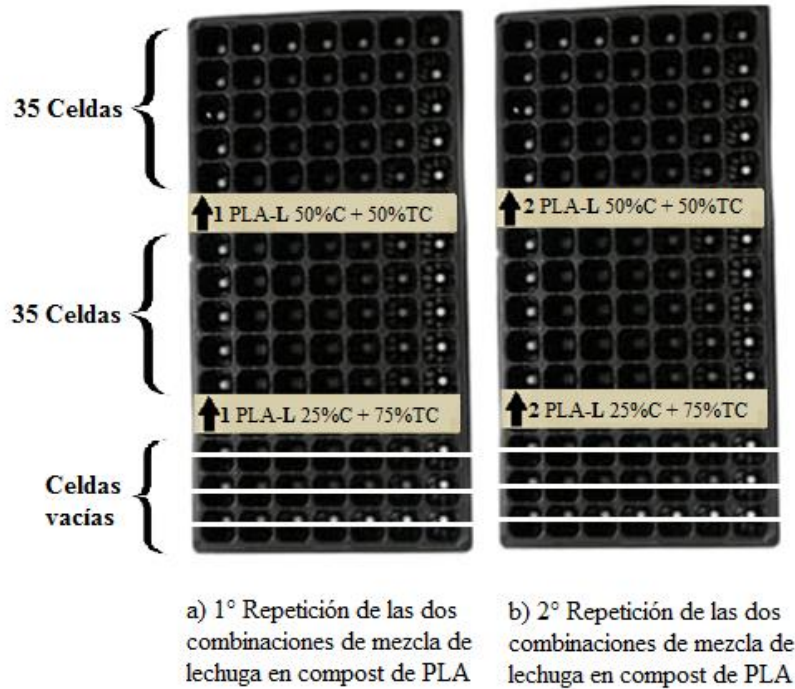 35 Celdas
1 PLA-L 50%C + 50%TC
2 PLA-L 50%C + 50%TC
35 Celdas
1 PLA-L 25%C + 75%TC
2 PLA-L 25%C + 75%TC
Celdas
vacías
a) 1° Repetición de las dos
combinaciones de mezcla de
lechuga en compost de PLA
b) 2° Repetición de las dos
combinaciones de mezcla de
lechuga en compost de PLA